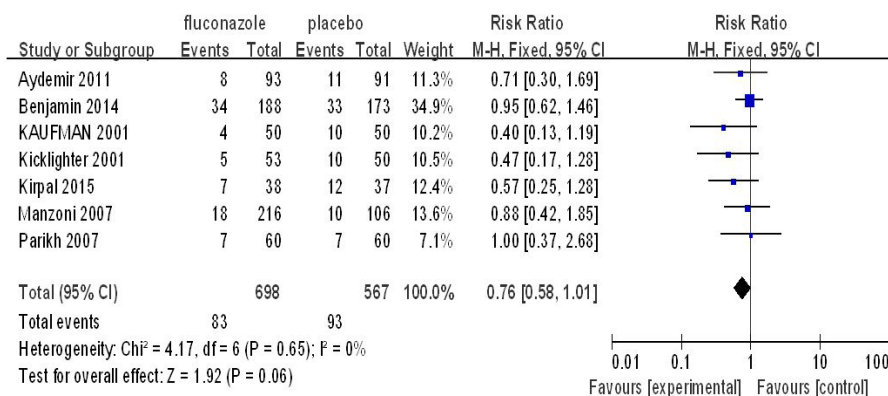 fluconazole placebo Risk Ratio Risk Ratio
Study or Subgroup Events Total Events Total Weight M-H, Fixed, 95% CI M-H, Fixed, 95% CI
Aydemir 2011 8 93 11 91 11.3% 0.71 [0.30, 1.69]
Benjamin 2014 34 188 33 173 34.9% 0.95 [0.62, 1.46]
KAUFMAN 2001 4 50 10 50 10.2% 0.40 [0.13, 1.19]
Kicklighter 2001 5 53 10 50 10.5% 0.47 [0.17, 1.28]
Kirpal 2015 7 38 12 37 12.4% 0.57 [0.25, 1.28]
Manzoni 2007 18 216 10 106 13.6% 0.88 [0.42, 1.85]
Parikh 2007 7 60 7 60 7.1% 1.00 [0.37, 2.68]
Total (95% CI) 698 567 100.0% 0.76 [0.58, 1.01]
Total events 83 93
Heterogeneity: Chi² = 4.17, df = 6 (P = 0.65); I² = 0%
Test for overall effect: Z = 1.92 (P = 0.06)
0.01 0.1 1 10 100
Favours [experimental] Favours [control]